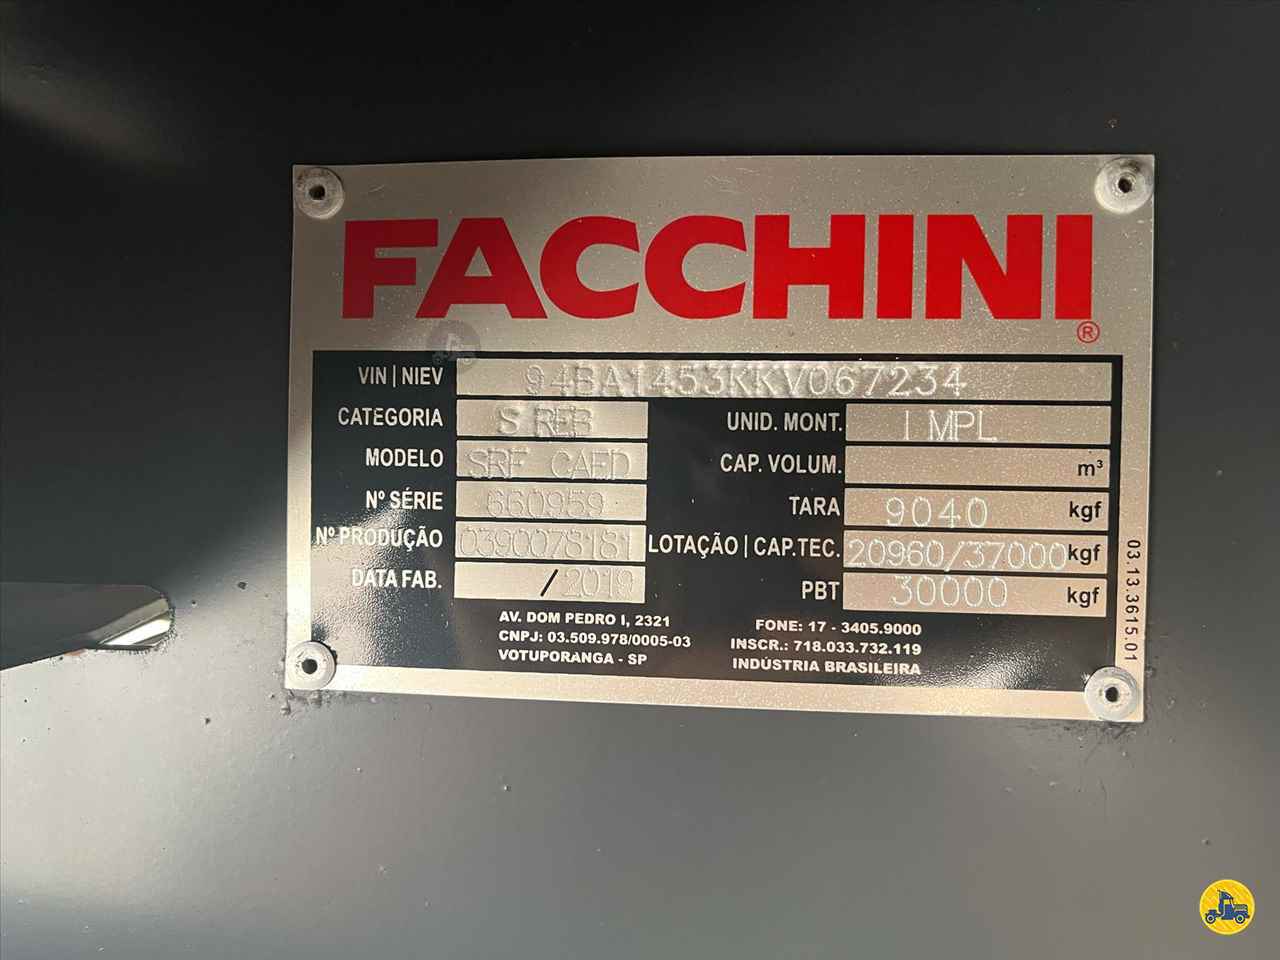 FACCHINI
®
VIN | NIEV 94BA1453KKV067234
CATEGORIA S REB UNID. MONT. IMPL
MODELO SRF CAED CAP. VOLUM. m³
Nº SÉRIE 660959 TARA 9040 kgf
Nº PRODUÇÃO 0390078181 LOTAÇÃO | CAP.TEC. 20960/37000 kgf
DATA FAB. /2019 PBT 30000 kgf
AV. DOM PEDRO I, 2321 FONE: 17 - 3405.9000
CNPJ: 03.509.978/0005-03 INSCR.: 718.033.732.119
VOTUPORANGA - SP INDÚSTRIA BRASILEIRA
03.13.3615.01